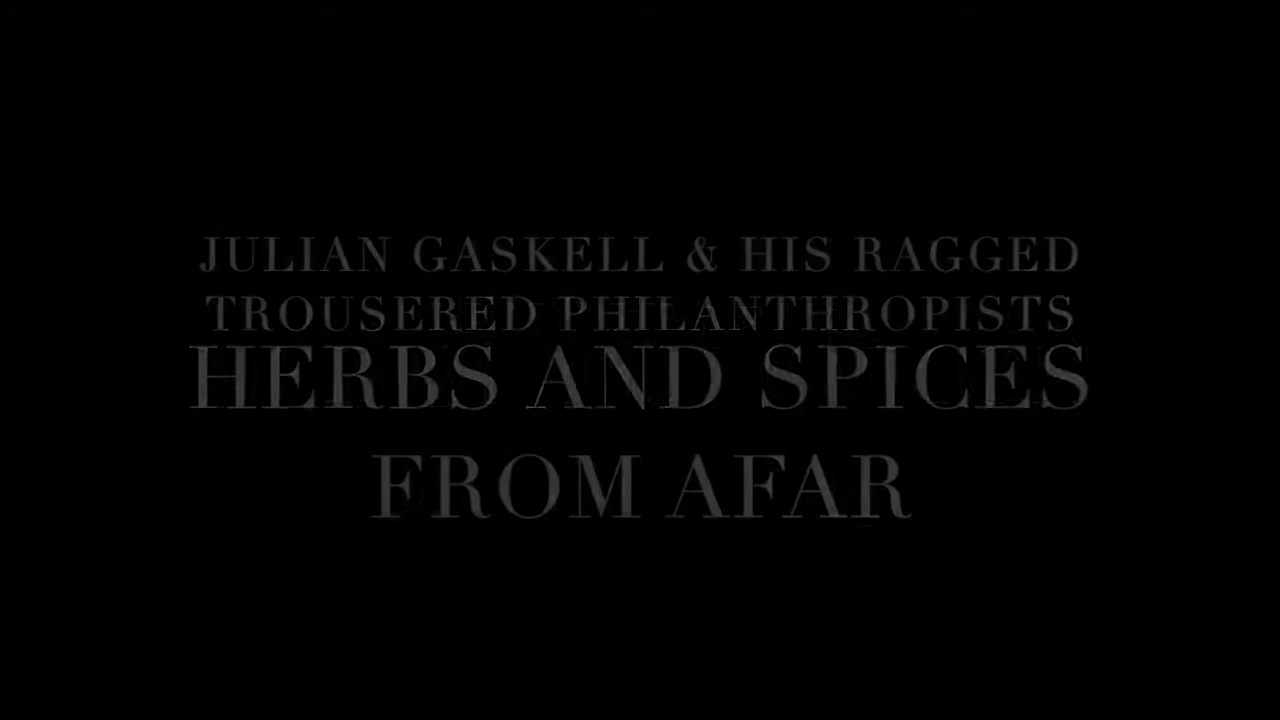 JULIAN GASKELL & HIS RAGGED
TROUSERED PHILANTHROPISTS
HERBS AND SPICES
FROM AFAR